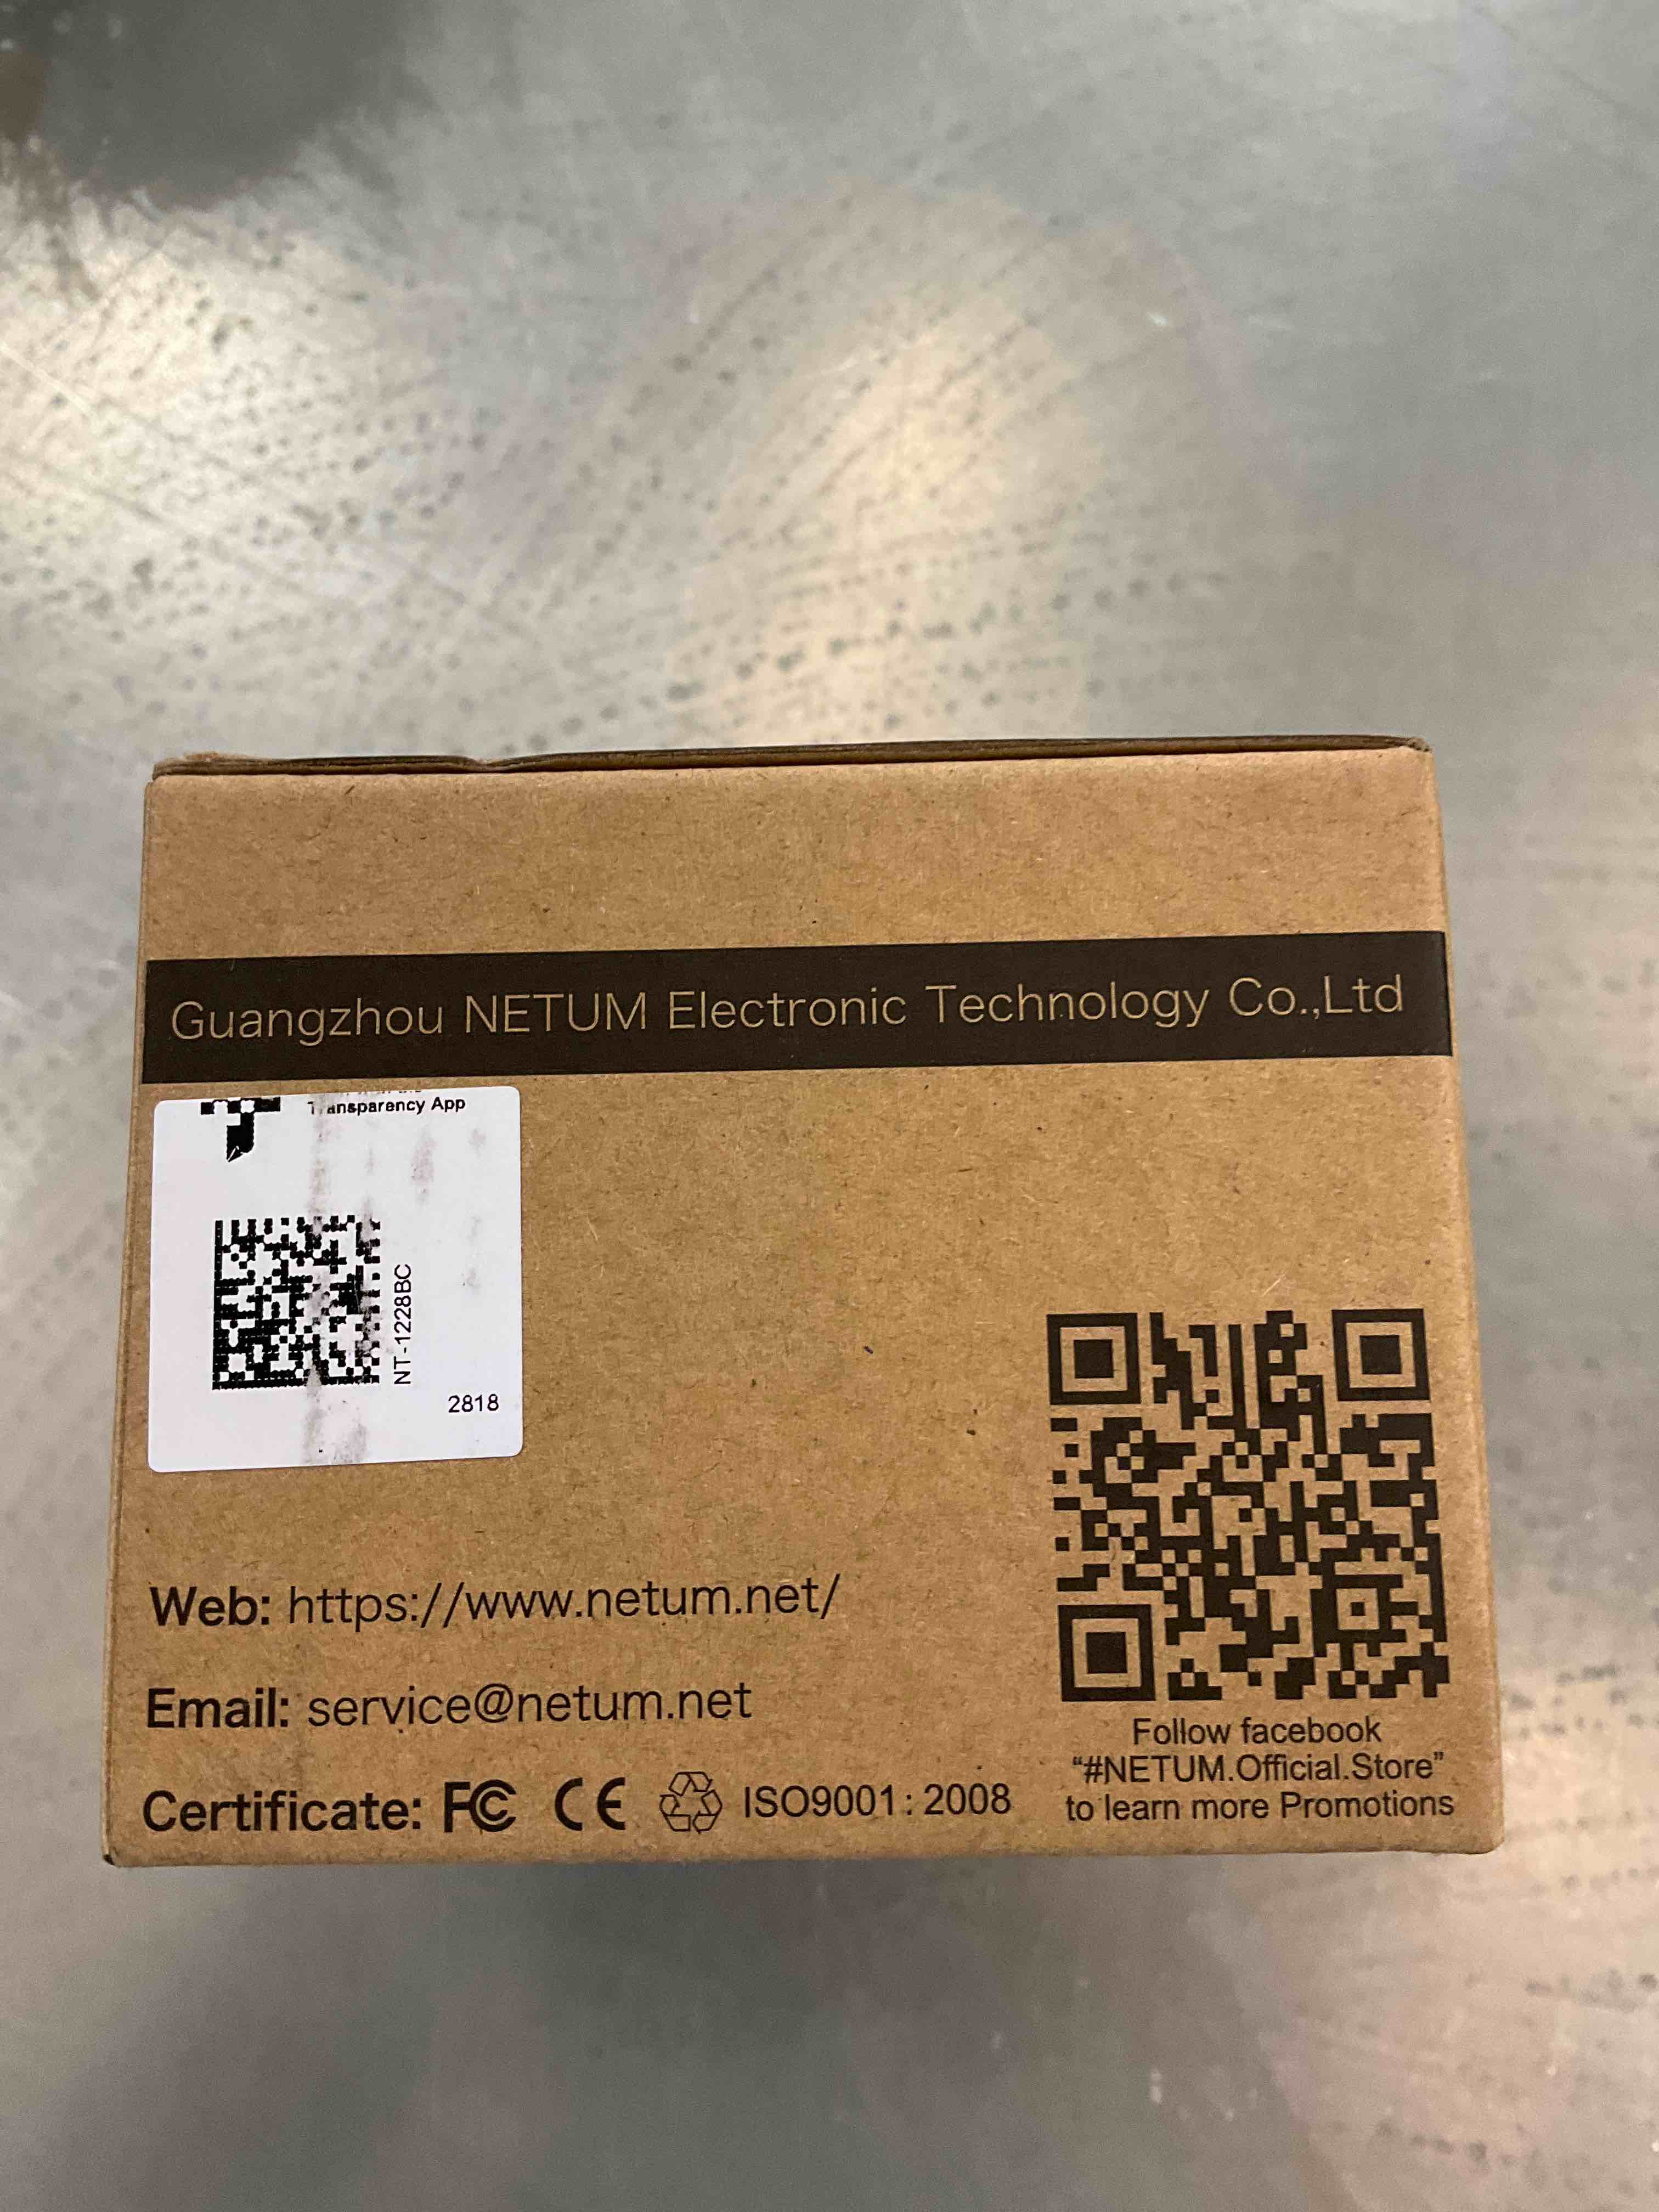 Guangzhou NETUM Electronic Technology Co.,Ltd
Transparency App
NT-1228BC
2818
Web: https://www.netum.net/
Email: service@netum.net
Certificate: FC CE ISO9001:2008
Follow facebook
“#NETUM.Official.Store”
to learn more Promotions